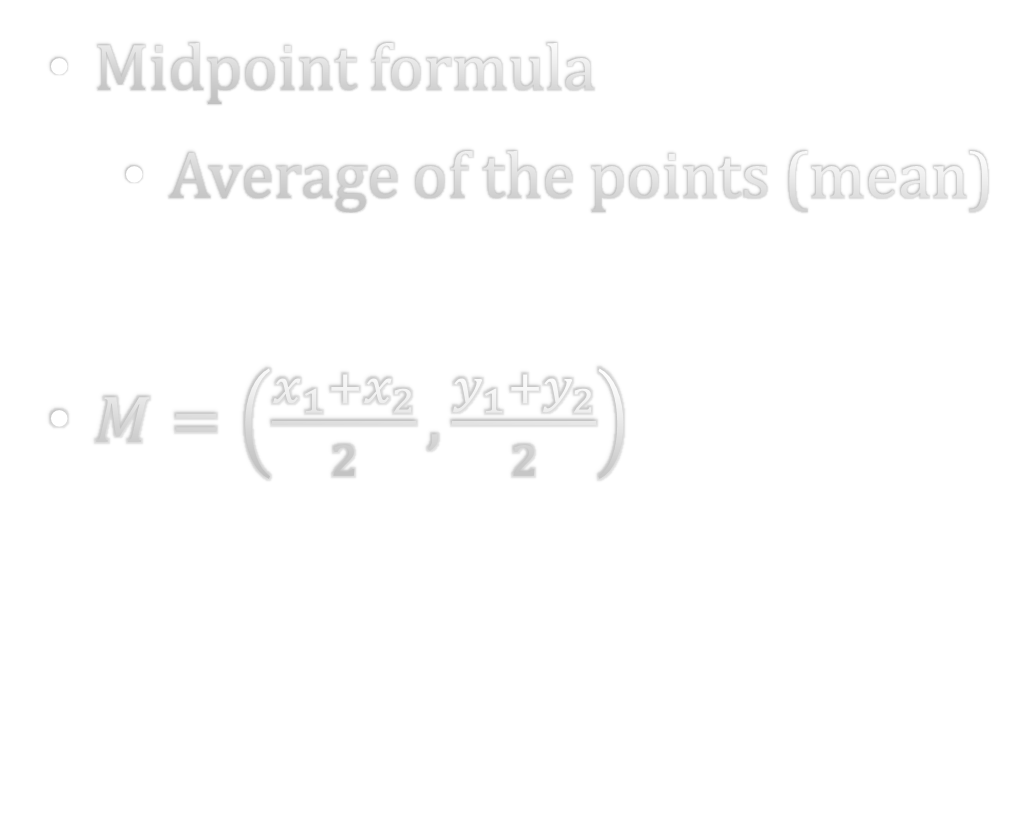 • Midpoint formula
• Average of the points (mean)
• M = ((x₁+x₂)/2, (y₁+y₂)/2)